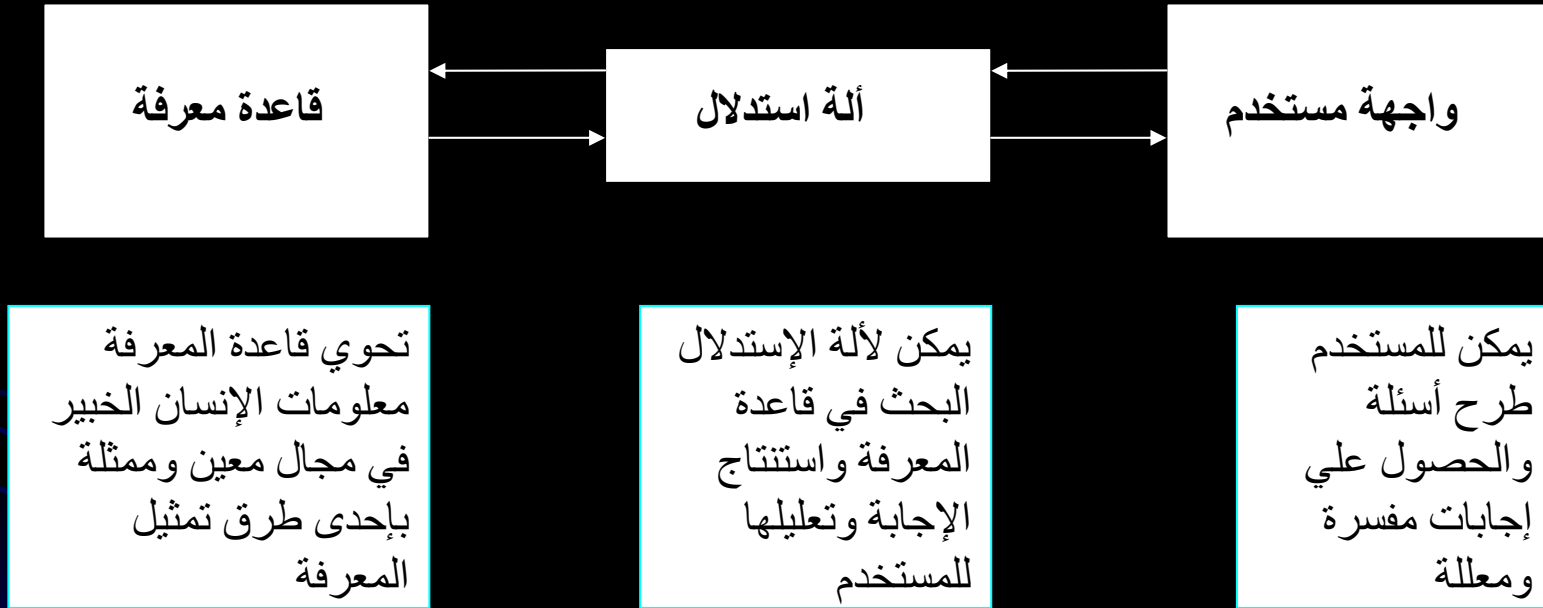 واجهة مستخدم
ألة استدلال
قاعدة معرفة
يمكن للمستخدم
طرح أسئلة
والحصول علي
إجابات مفسرة
ومعللة
يمكن لألة الإستدلال
البحث في قاعدة
المعرفة واستنتاج
الإجابة وتعليلها
للمستخدم
تحوي قاعدة المعرفة
معلومات الإنسان الخبير
في مجال معين وممثلة
بإحدى طرق تمثيل
المعرفة